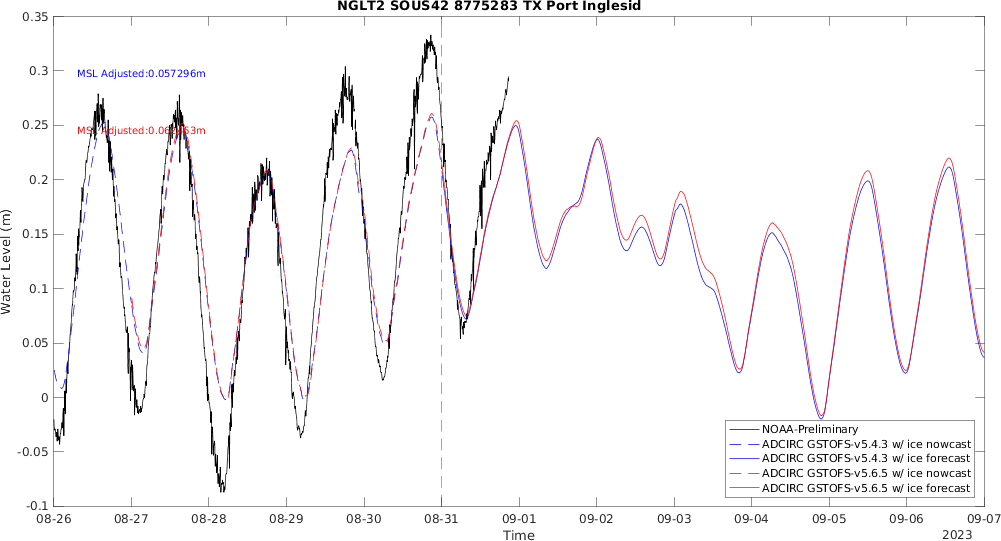 NGLT2 SOUS42 8775283 TX Port Inglesid
0.35
0.3
0.25
0.2
0.15
0.1
0.05
0
-0.05
-0.1
Water Level (m)
MSL Adjusted:0.057296m
MSL Adjusted:
NOAA-Preliminary
ADCIRC GSTOFS-v5.4.3 w/ ice nowcast
ADCIRC GSTOFS-v5.4.3 w/ ice forecast
ADCIRC GSTOFS-v5.6.5 w/ ice nowcast
ADCIRC GSTOFS-v5.6.5 w/ ice forecast
08-26 08-27 08-28 08-29 08-30 08-31 09-01 09-02 09-03 09-04 09-05 09-06 09-07
Time
2023